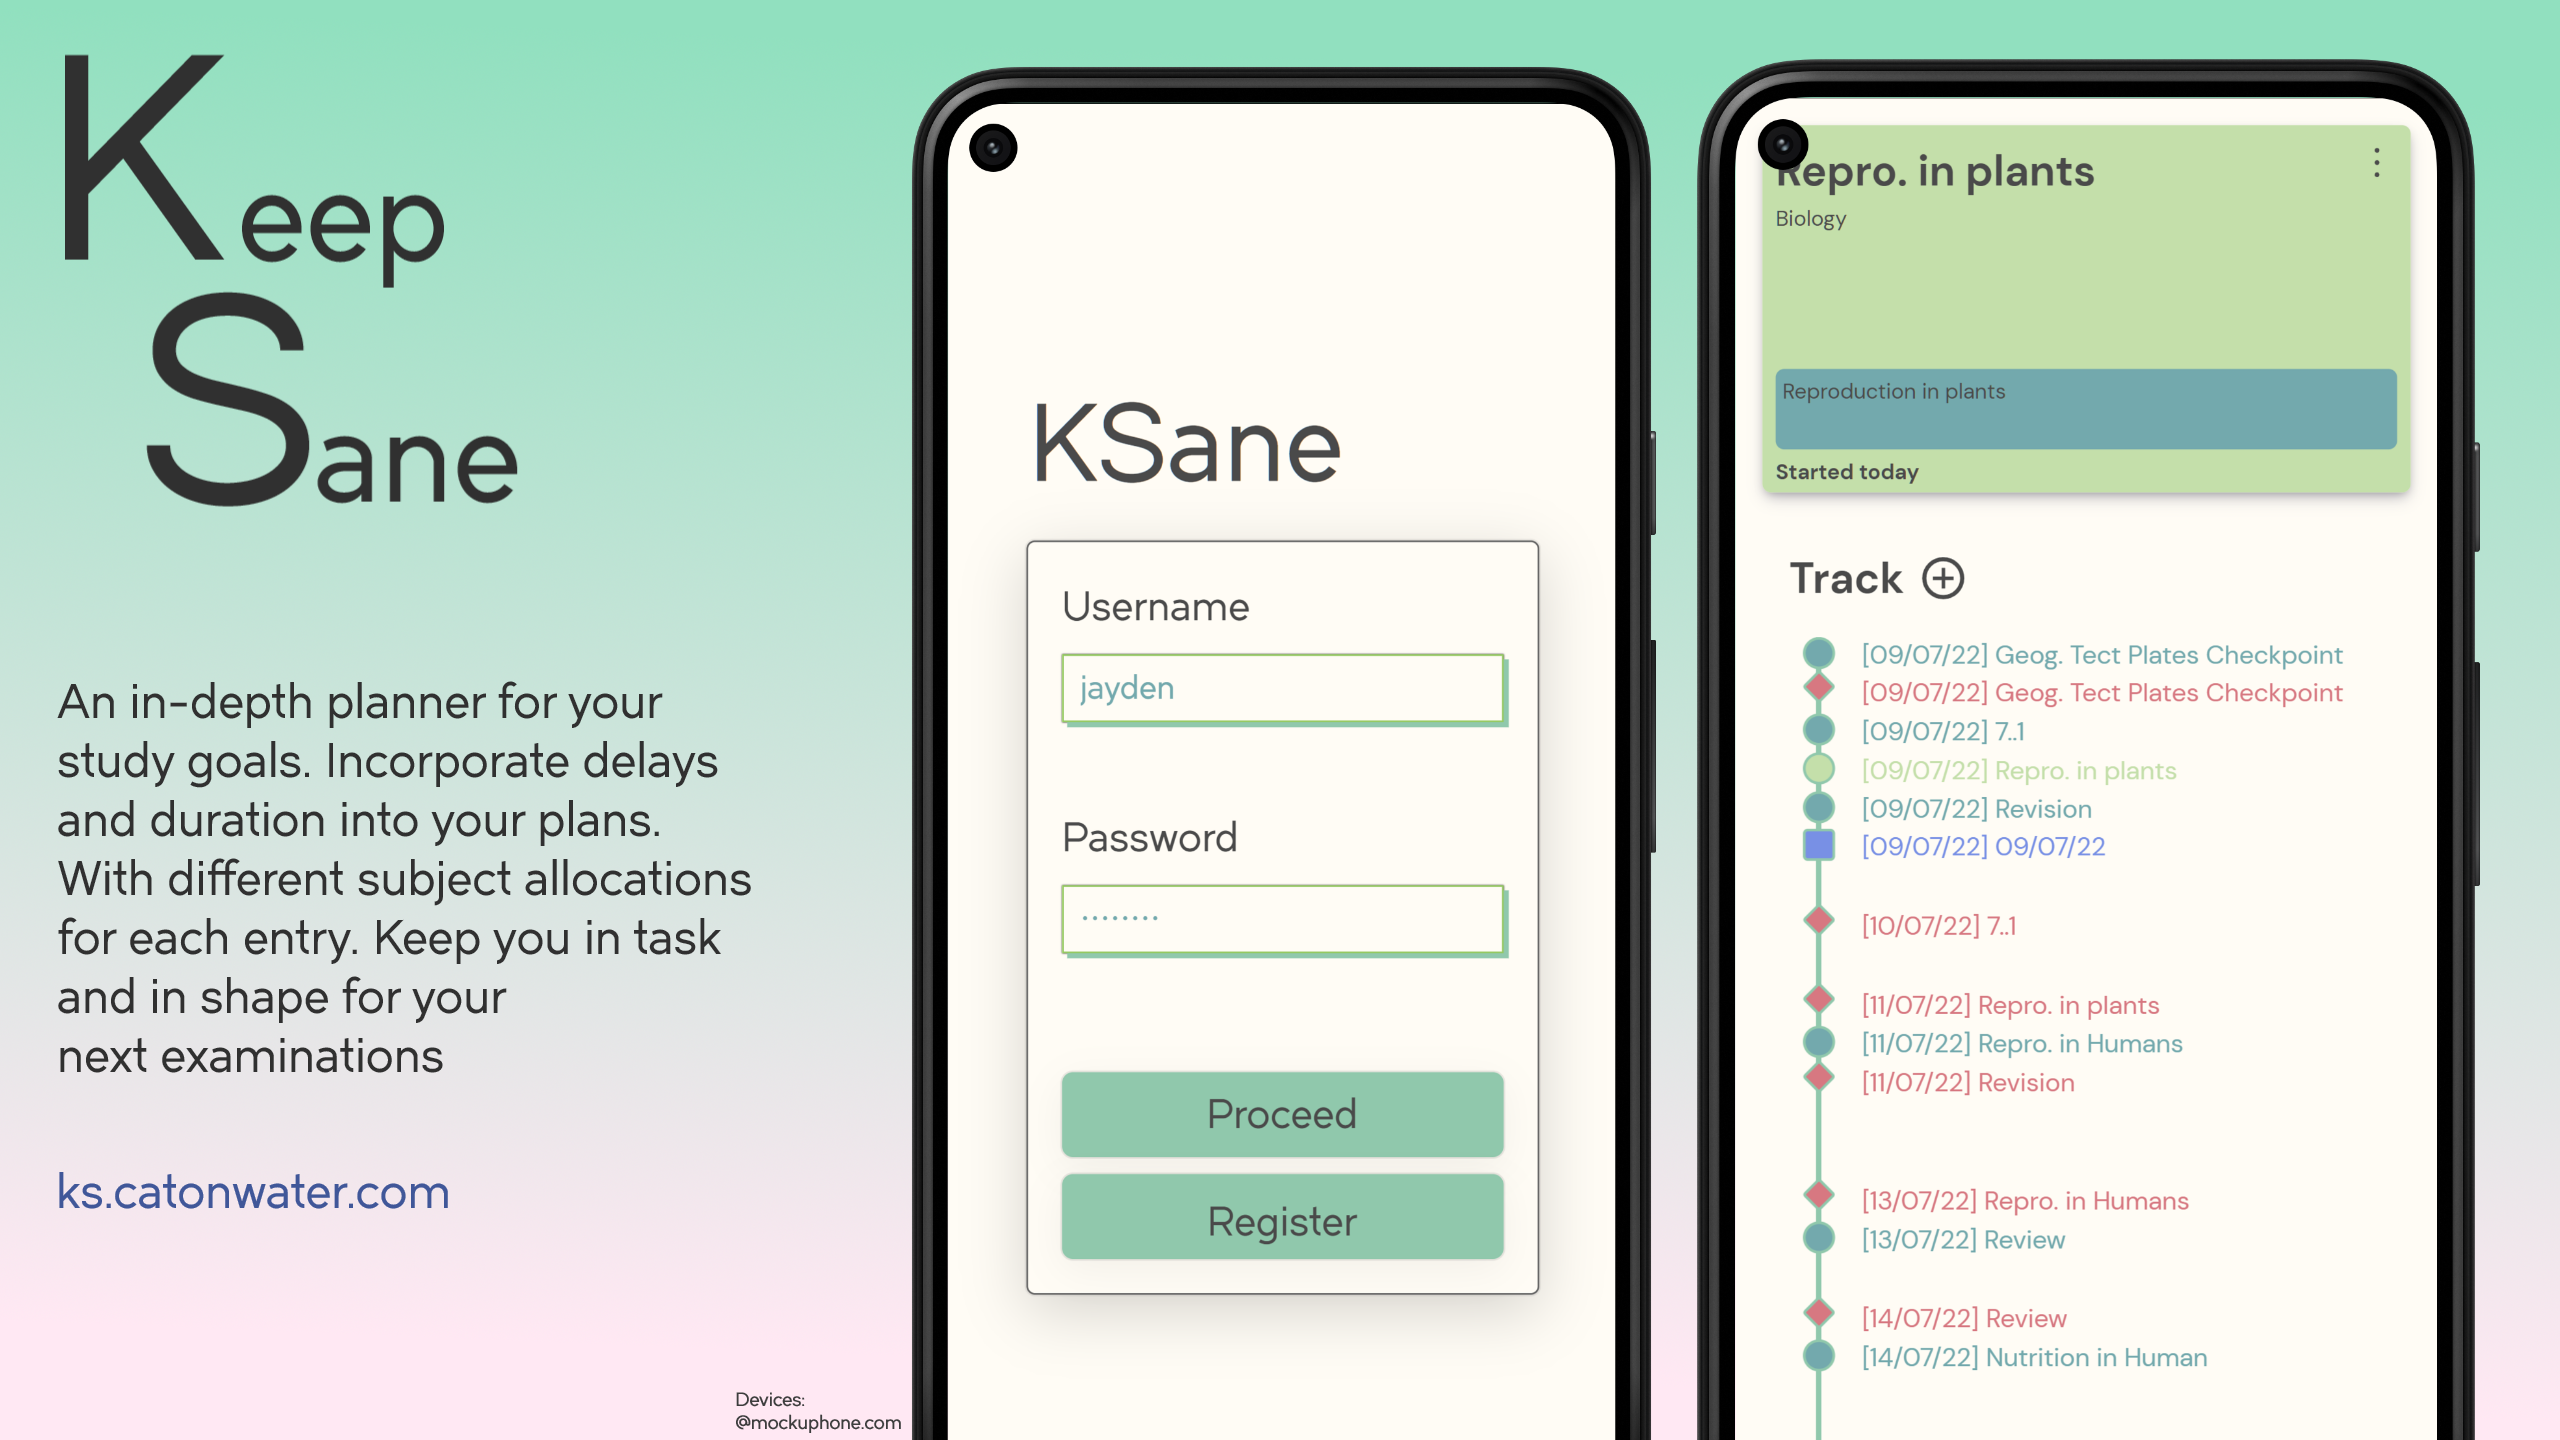 Keep
Sane
An in-depth planner for your
study goals. Incorporate delays
and duration into your plans.
With different subject allocations
for each entry. Keep you in task
and in shape for your
next examinations
ks.catonwater.com
Devices:
@mockuphone.com
KSane
Username
jayden
Password
........
Proceed
Register
Repro. in plants
Biology
Reproduction in plants
Started today
Track
[09/07/22] Geog. Tect Plates Checkpoint
[09/07/22] Geog. Tect Plates Checkpoint
[09/07/22] 7..1
[09/07/22] Repro. in plants
[09/07/22] Revision
[09/07/22] 09/07/22
[10/07/22] 7..1
[11/07/22] Repro. in plants
[11/07/22] Repro. in Humans
[11/07/22] Revision
[13/07/22] Repro. in Humans
[13/07/22] Review
[14/07/22] Review
[14/07/22] Nutrition in Human